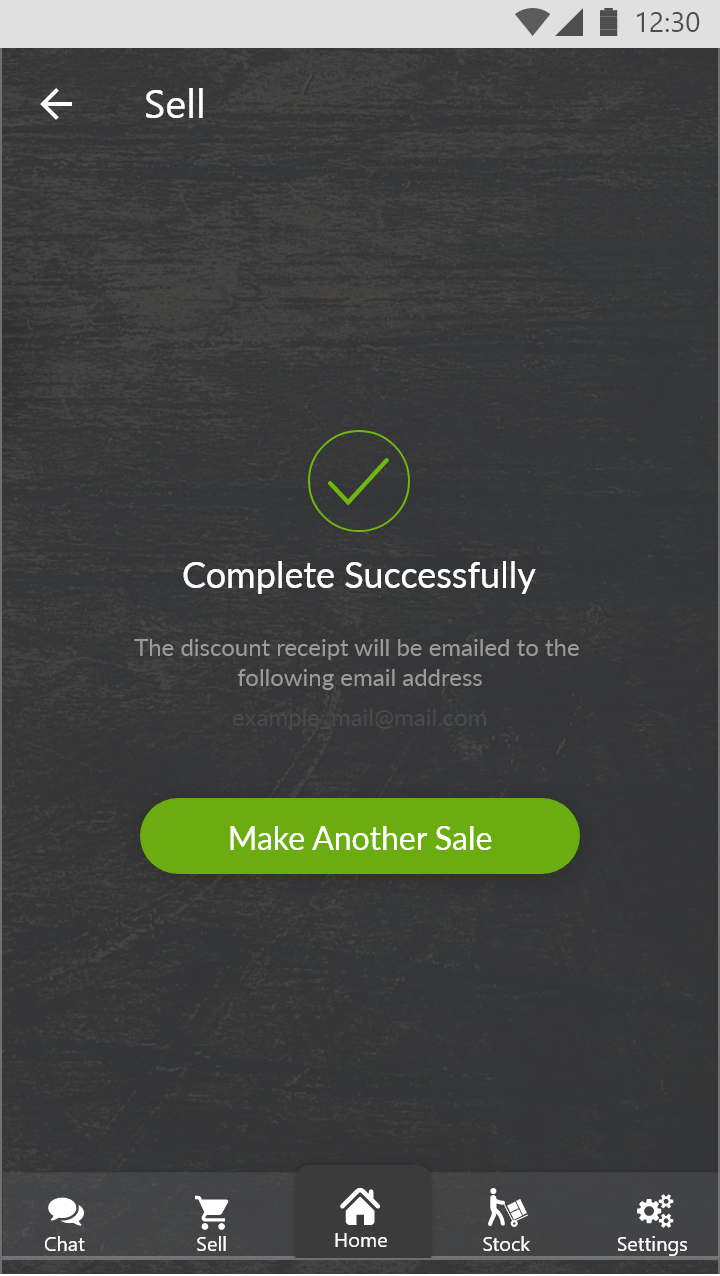 12:30
Sell
Complete Successfully
The discount receipt will be emailed to the
following email address
example_mail@mail.com
Make Another Sale
Chat
Sell
Home
Stock
Settings